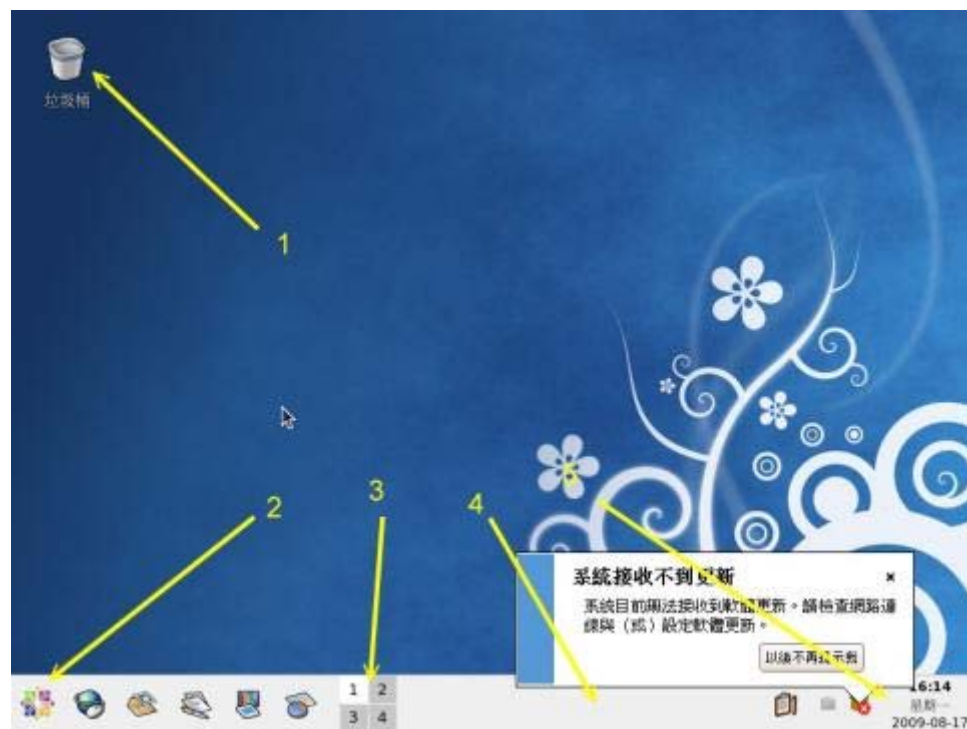 垃圾桶
1
2
3
4
5
系統接收不到更新
系統目前無法接收到軟體更新。請檢查網路連
線與（或）設定軟體更新。
以後不再提示我
1 2
3 4
16:14
星期一
2009-08-17